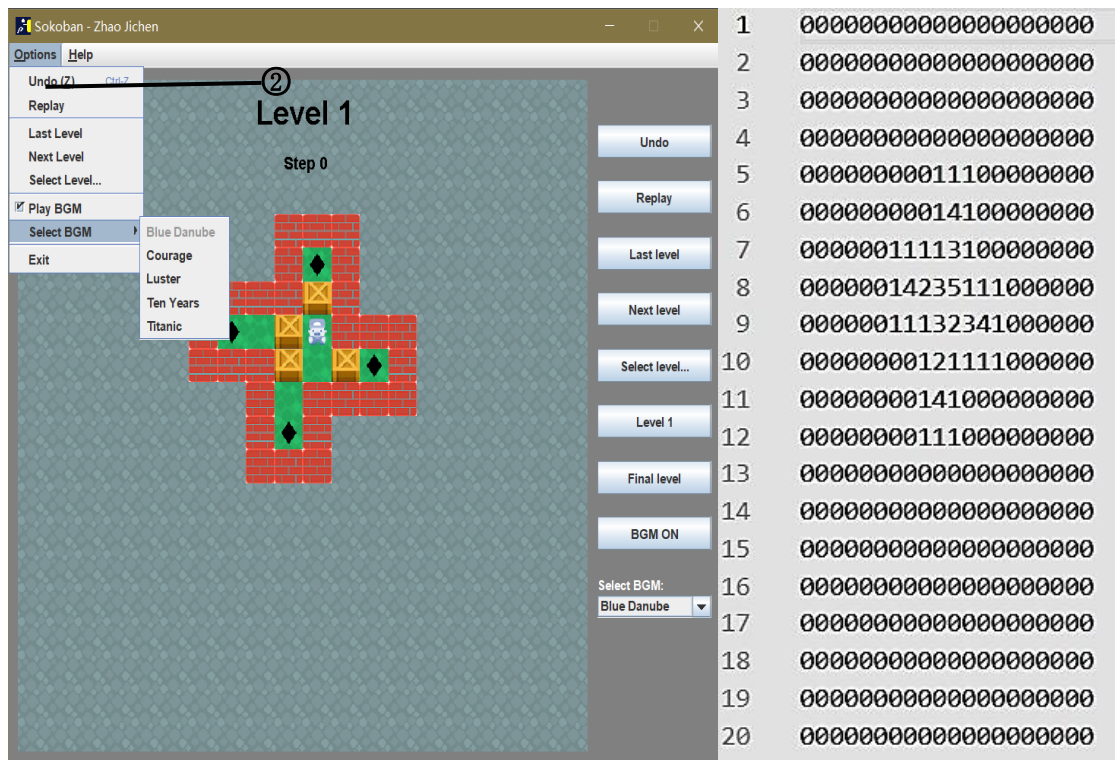 Sokoban - Zhao Jichen
Options Help
Undo (Z) Ctrl-Z
②
Replay
Last Level
Next Level
Select Level...
Play BGM
Select BGM
Exit
Blue Danube
Courage
Luster
Ten Years
Titanic
Level 1
Step 0
Undo
Replay
Last level
Next level
Select level...
Level 1
Final level
BGM ON
Select BGM:
Blue Danube
1 00000000000000000000
2 00000000000000000000
3 00000000000000000000
4 00000000000000000000
5 00000000011100000000
6 00000000014100000000
7 00000011113100000000
8 00000014235111000000
9 00000011132341000000
10 00000000121111000000
11 00000000141000000000
12 00000000111000000000
13 00000000000000000000
14 00000000000000000000
15 00000000000000000000
16 00000000000000000000
17 00000000000000000000
18 00000000000000000000
19 00000000000000000000
20 00000000000000000000